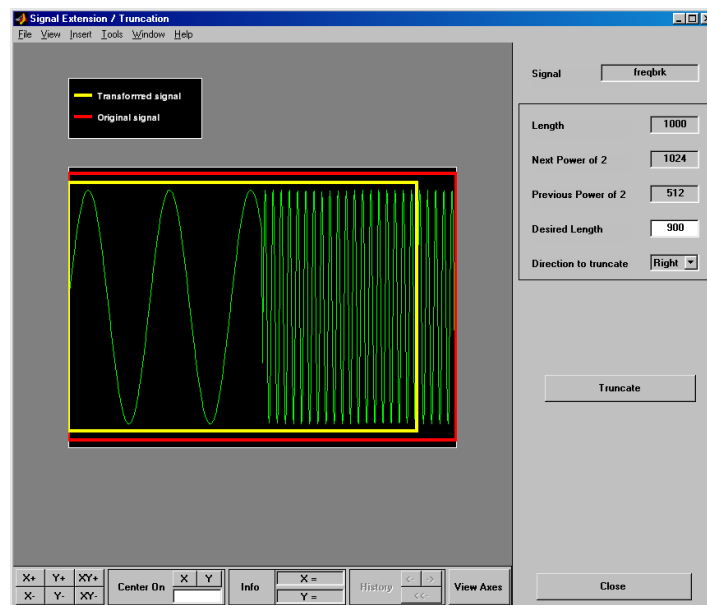 Signal Extension / Truncation
File View Insert Tools Window Help
Transformed signal
Original signal
Signal freqbrk
Length 1000
Next Power of 2 1024
Previous Power of 2 512
Desired Length 900
Direction to truncate Right
Truncate
X+ Y+ XY+
X- Y- XY-
Center On X Y
Info X =
Y =
History <- ->
<<-
View Axes
Close